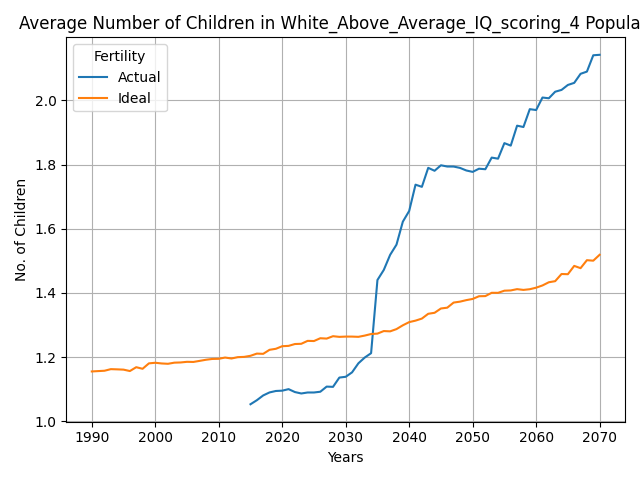 Average Number of Children in White_Above_Average_IQ_scoring_4 Popula
Fertility
Actual
Ideal
No. of Children
2.0
1.8
1.6
1.4
1.2
1.0
1990 2000 2010 2020 2030 2040 2050 2060 2070
Years